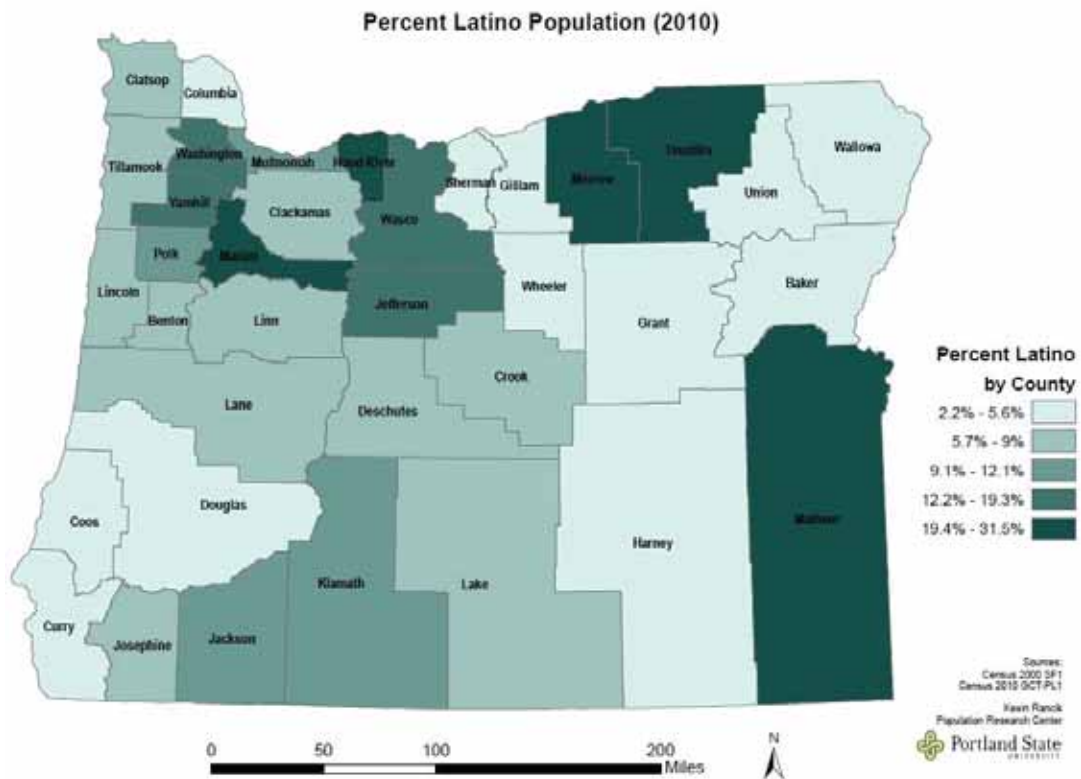 Percent Latino Population (2010)
Clatsop
Columbia
Tillamook
Washington
Multnomah
Hood River
Sherman
Gilliam
Morrow
Umatilla
Wallowa
Union
Yamhill
Clackamas
Wasco
Polk
Marion
Wheeler
Baker
Lincoln
Benton
Linn
Jefferson
Grant
Crook
Lane
Deschutes
Douglas
Coos
Harney
Malheur
Klamath
Lake
Curry
Josephine
Jackson
Percent Latino
by County
2.2% - 5.6%
5.7% - 9%
9.1% - 12.1%
12.2% - 19.3%
19.4% - 31.5%
Sources:
Census 2000 SF1
Census 2010 GCT-PL1
Kevin Rancik
Population Research Center
Portland State
UNIVERSITY
0 50 100 200
Miles
N